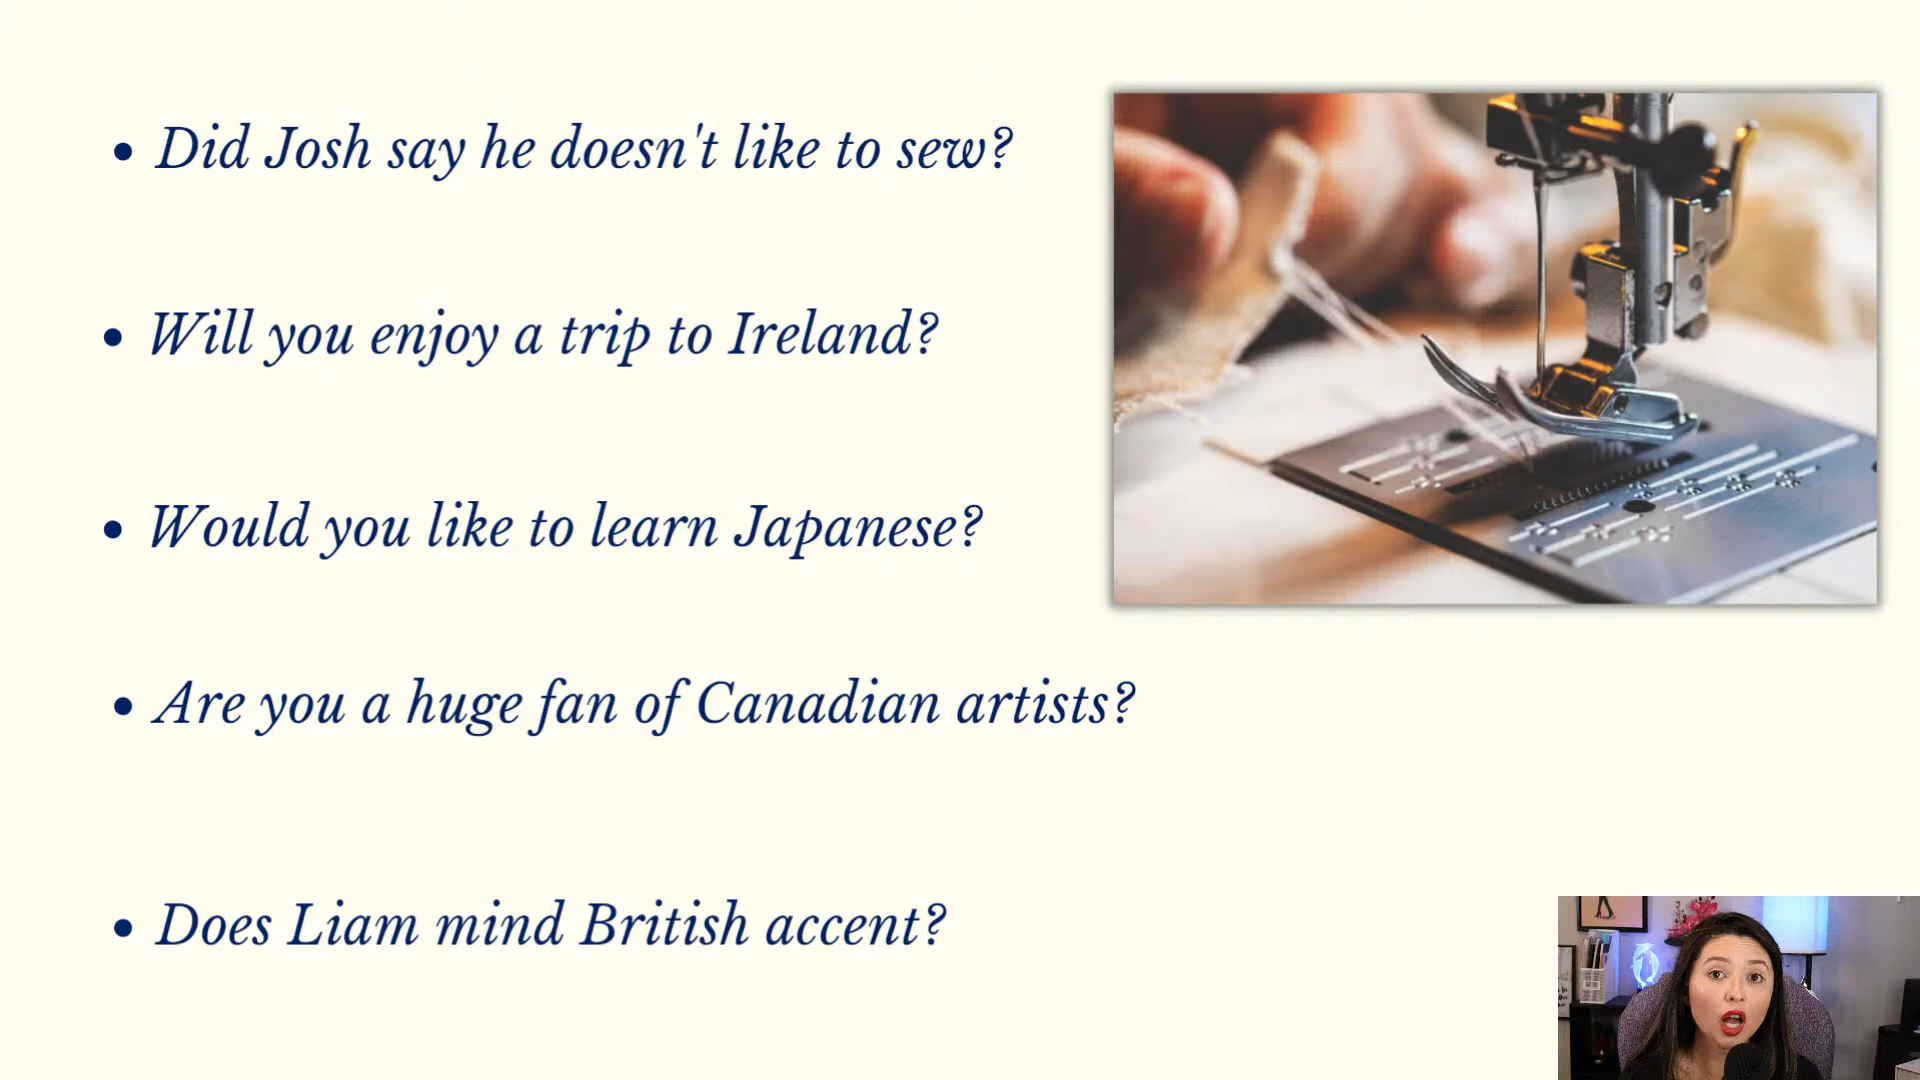 Did Josh say he doesn't like to sew?
Will you enjoy a trip to Ireland?
Would you like to learn Japanese?
Are you a huge fan of Canadian artists?
Does Liam mind British accent?